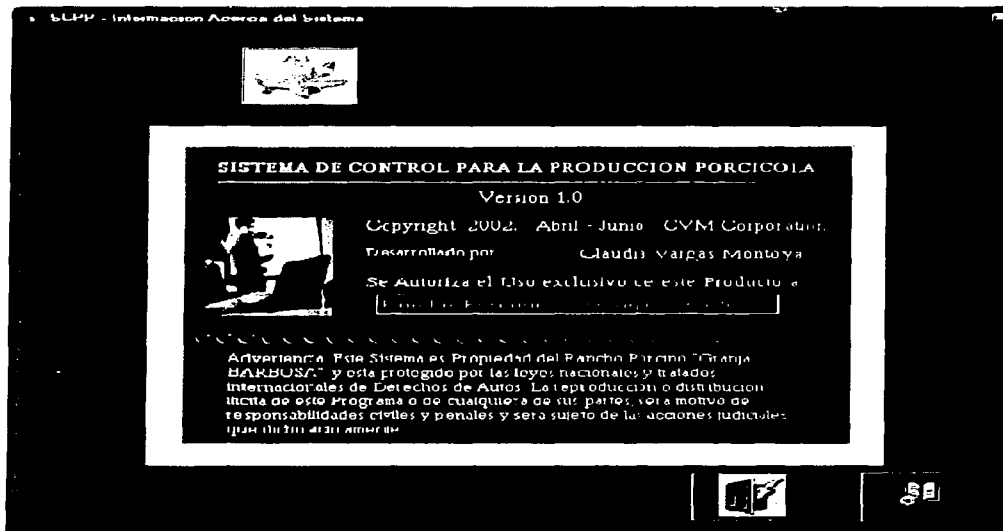 SCPP - Informacion Acerca del Sistema
SISTEMA DE CONTROL PARA LA PRODUCCION PORCICOLA
Version 1.0
Copyright 2002. Abril - Junio CVM Corporation.
Desarrollado por Claudia Vargas Montoya
Se Autoriza el Uso exclusivo de este Producto a
Advertencia. Este Sistema es Propiedad del Rancho Porcino "Granja
BARBOSA" y esta protegido por las leyes nacionales y tratados
internacionales de Derechos de Autos. La reproduccion o distribucion
ilicita de este Programa o de cualquiera de sus partes, sera motivo de
responsabilidades civiles y penales y sera sujeto de las acciones judiciales
que